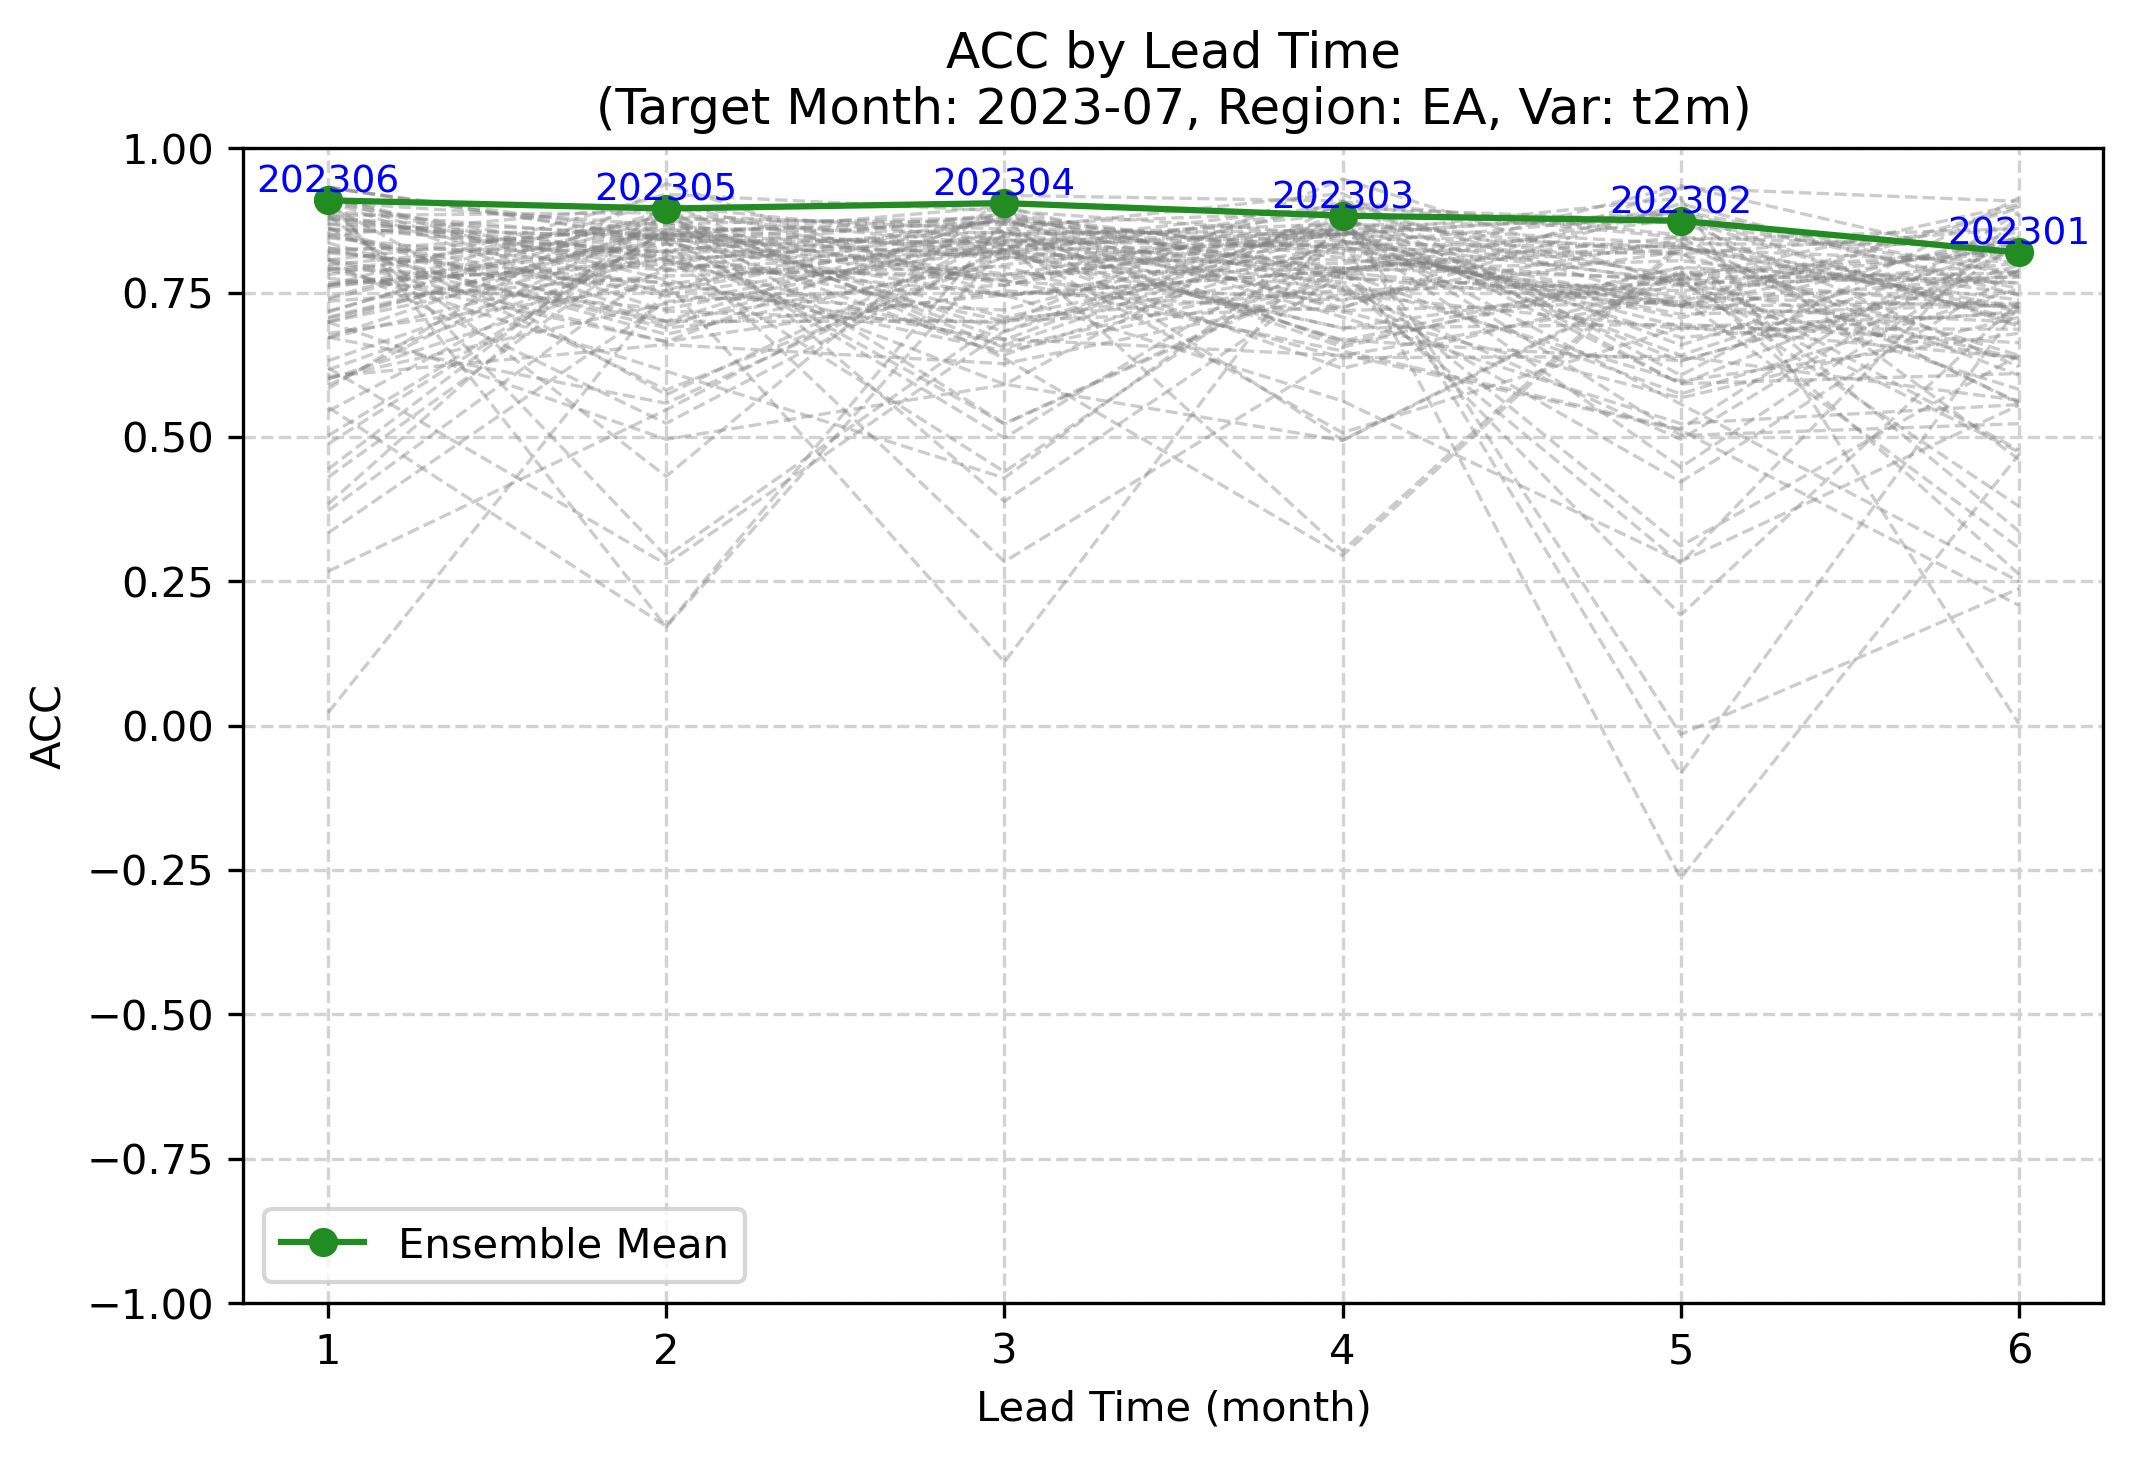 ACC by Lead Time
(Target Month: 2023-07, Region: EA, Var: t2m)
1.00
0.75
0.50
0.25
0.00
−0.25
−0.50
−0.75
−1.00
ACC
202306
202305
202304
202303
202302
202301
Ensemble Mean
1 2 3 4 5 6
Lead Time (month)